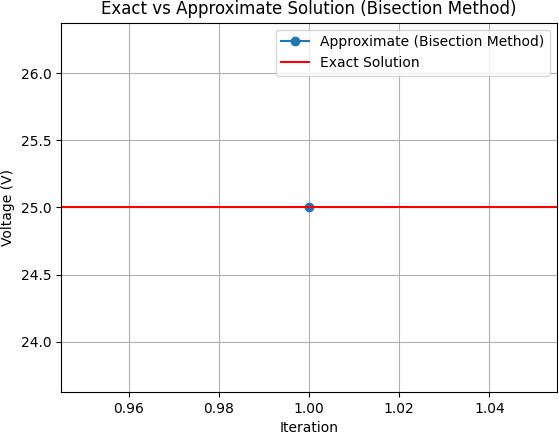 Exact vs Approximate Solution (Bisection Method)
Approximate (Bisection Method)
Exact Solution
Voltage (V)
26.0
25.5
25.0
24.5
24.0
0.96 0.98 1.00 1.02 1.04
Iteration